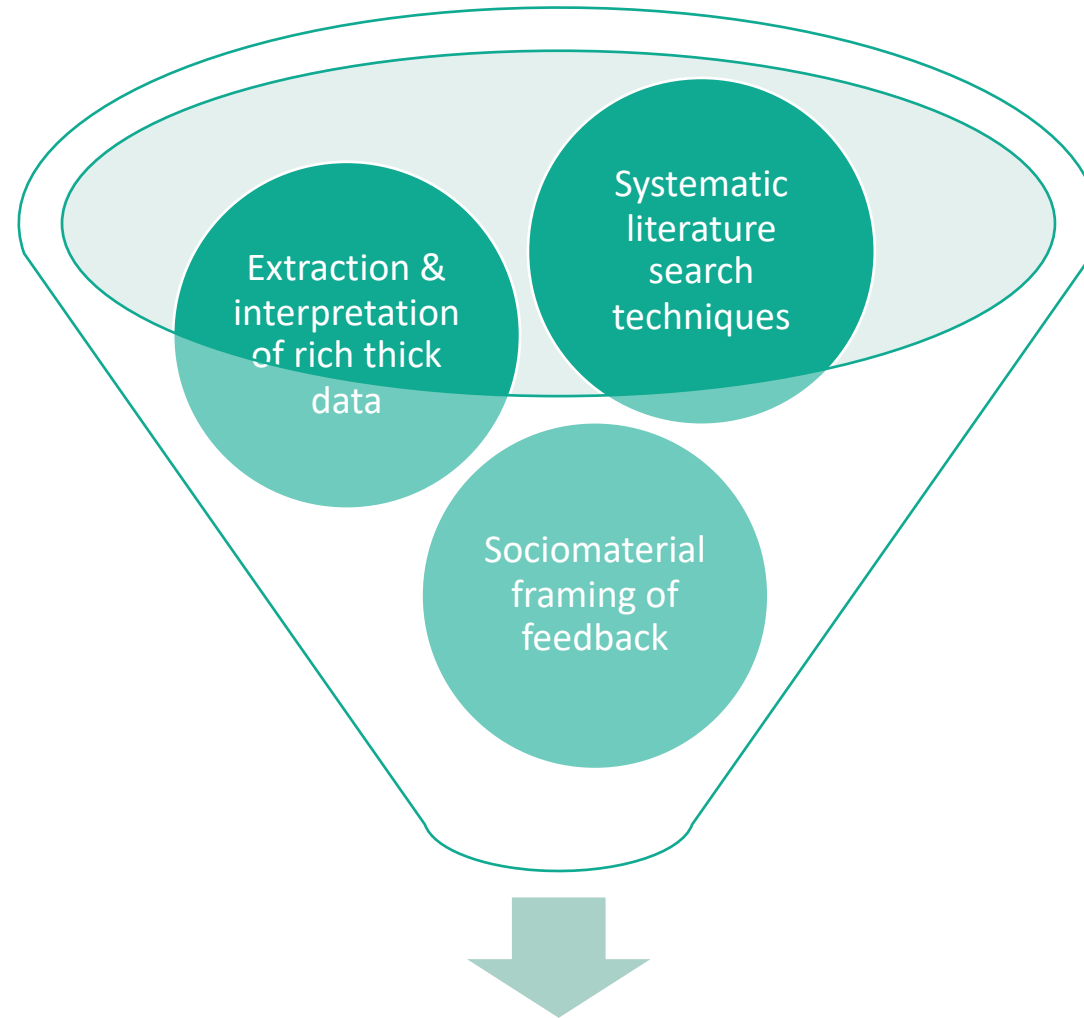 Systematic
literature
search
techniques
Extraction &
interpretation
of rich thick
data
Sociomaterial
framing of
feedback